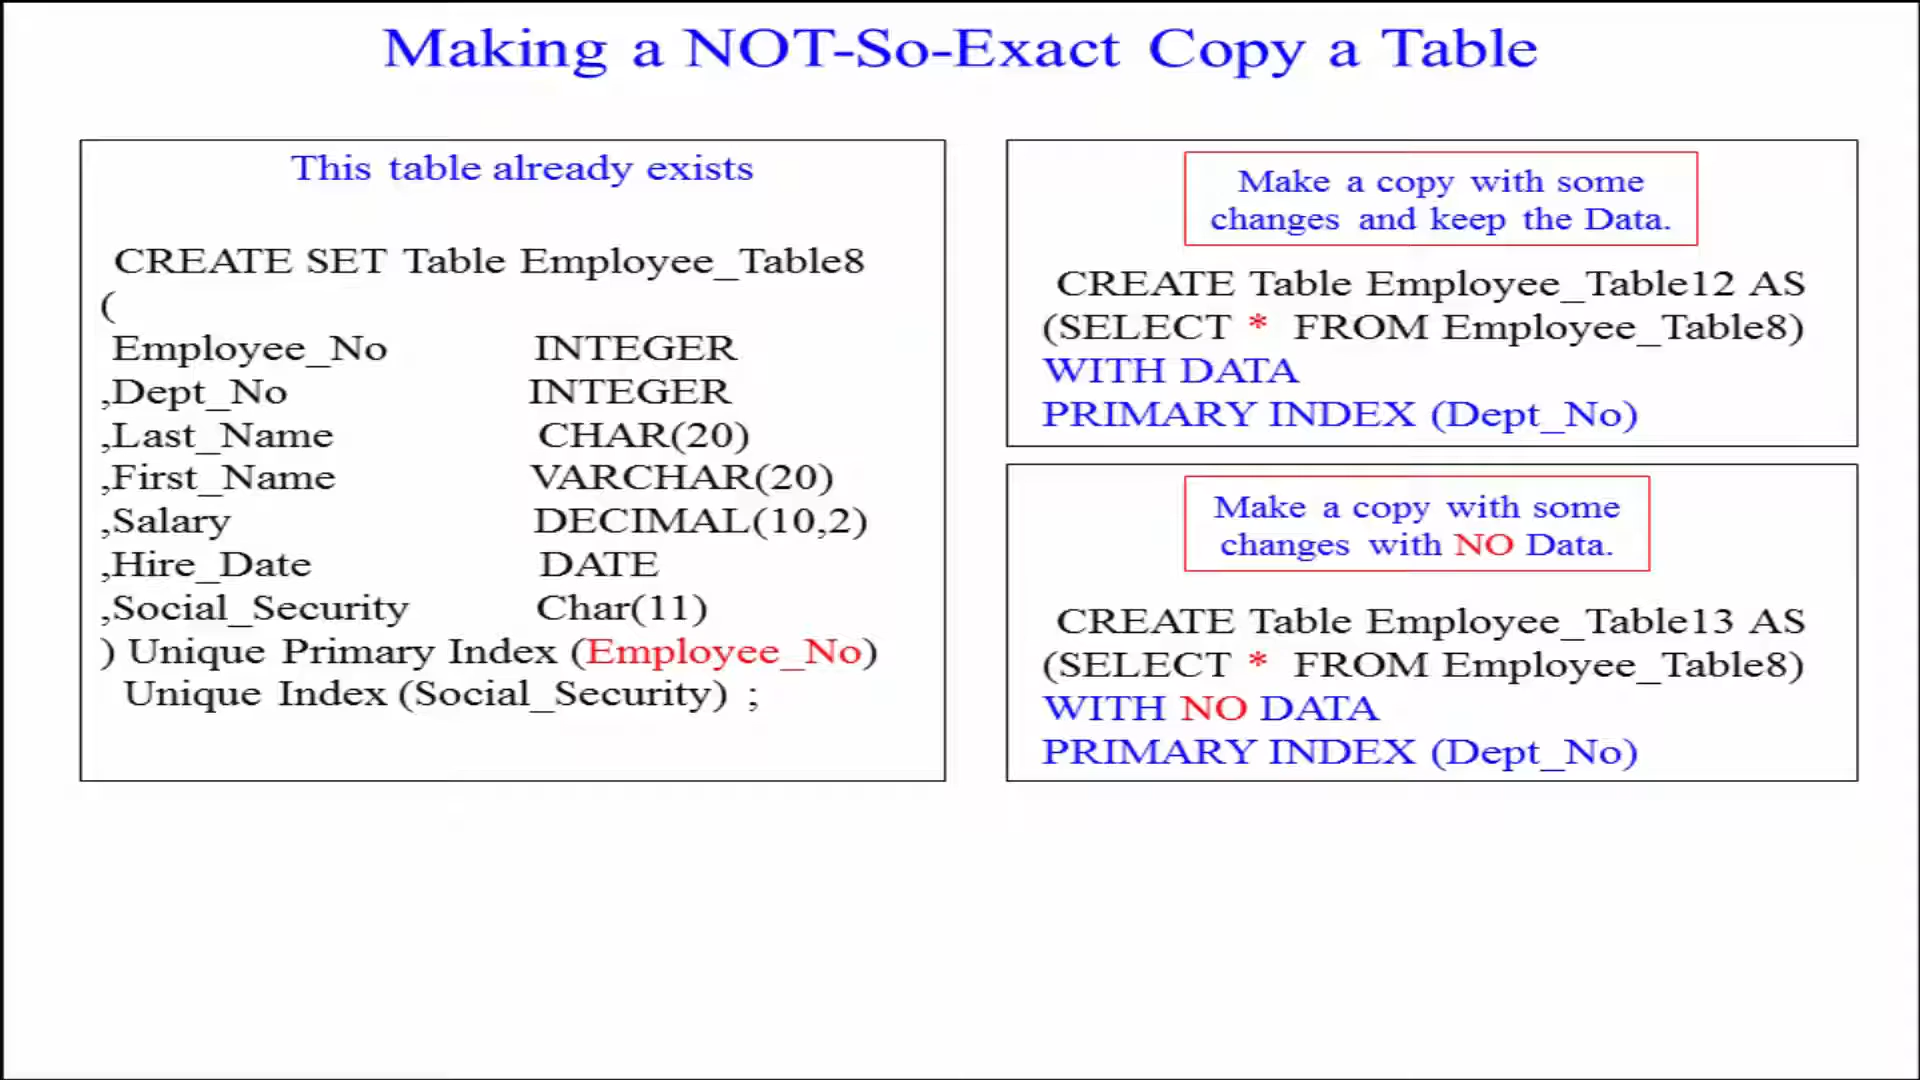 Making a NOT-So-Exact Copy a Table
This table already exists
CREATE SET Table Employee_Table8
(
Employee_No INTEGER
,Dept_No INTEGER
,Last_Name CHAR(20)
,First_Name VARCHAR(20)
,Salary DECIMAL(10,2)
,Hire_Date DATE
,Social_Security Char(11)
) Unique Primary Index (Employee_No)
Unique Index (Social_Security) ;
Make a copy with some
changes and keep the Data.
CREATE Table Employee_Table12 AS
(SELECT * FROM Employee_Table8)
WITH DATA
PRIMARY INDEX (Dept_No)
Make a copy with some
changes with NO Data.
CREATE Table Employee_Table13 AS
(SELECT * FROM Employee_Table8)
WITH NO DATA
PRIMARY INDEX (Dept_No)